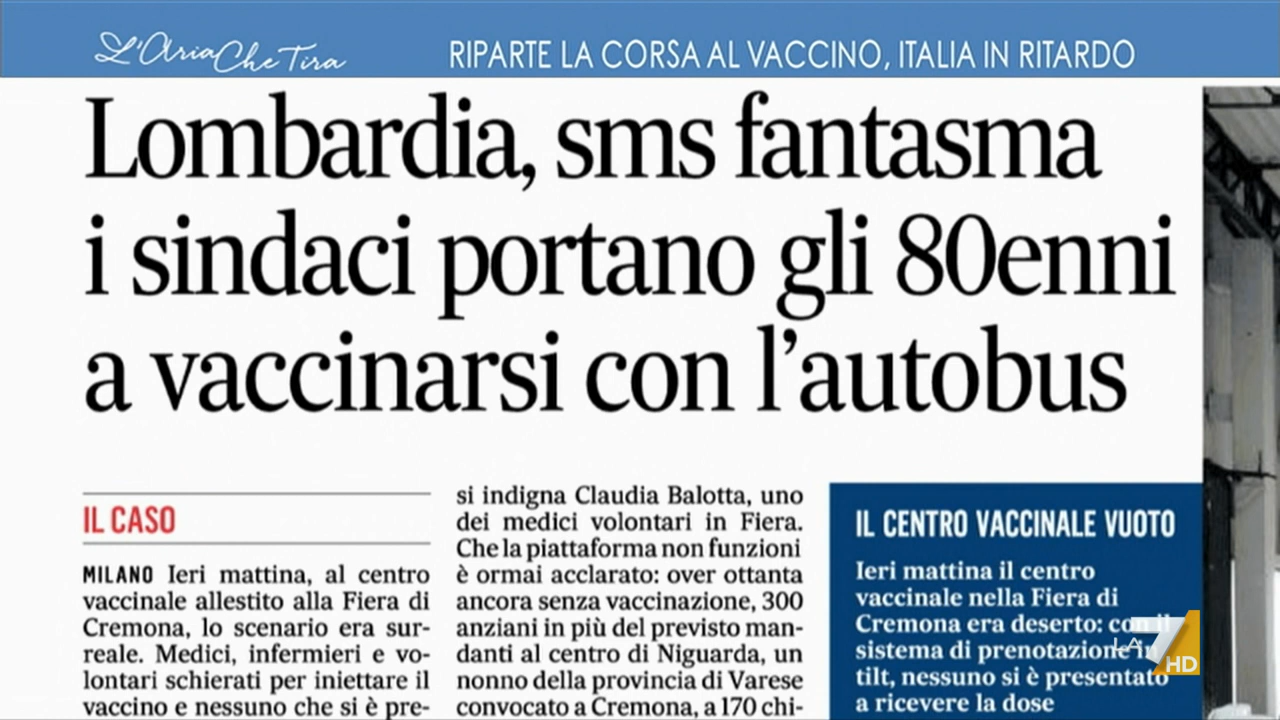 L'Aria Che Tira
RIPARTE LA CORSA AL VACCINO, ITALIA IN RITARDO
Lombardia, sms fantasma
i sindaci portano gli 80enni
a vaccinarsi con l'autobus
IL CASO
MILANO Ieri mattina, al centro
vaccinale allestito alla Fiera di
Cremona, lo scenario era sur-
reale. Medici, infermieri e vo-
lontari schierati per iniettare il
vaccino e nessuno che si è pre-
si indigna Claudia Balotta, uno
dei medici volontari in Fiera.
Che la piattaforma non funzioni
è ormai acclarato: over ottanta
ancora senza vaccinazione, 300
anziani in più del previsto man-
danti al centro di Niguarda, un
nonno della provincia di Varese
convocato a Cremona, a 170 chi-
IL CENTRO VACCINALE VUOTO
Ieri mattina il centro
vaccinale nella Fiera di
Cremona era deserto: con il
sistema di prenotazione in
tilt, nessuno si è presentato
a ricevere la dose
LA 7
HD